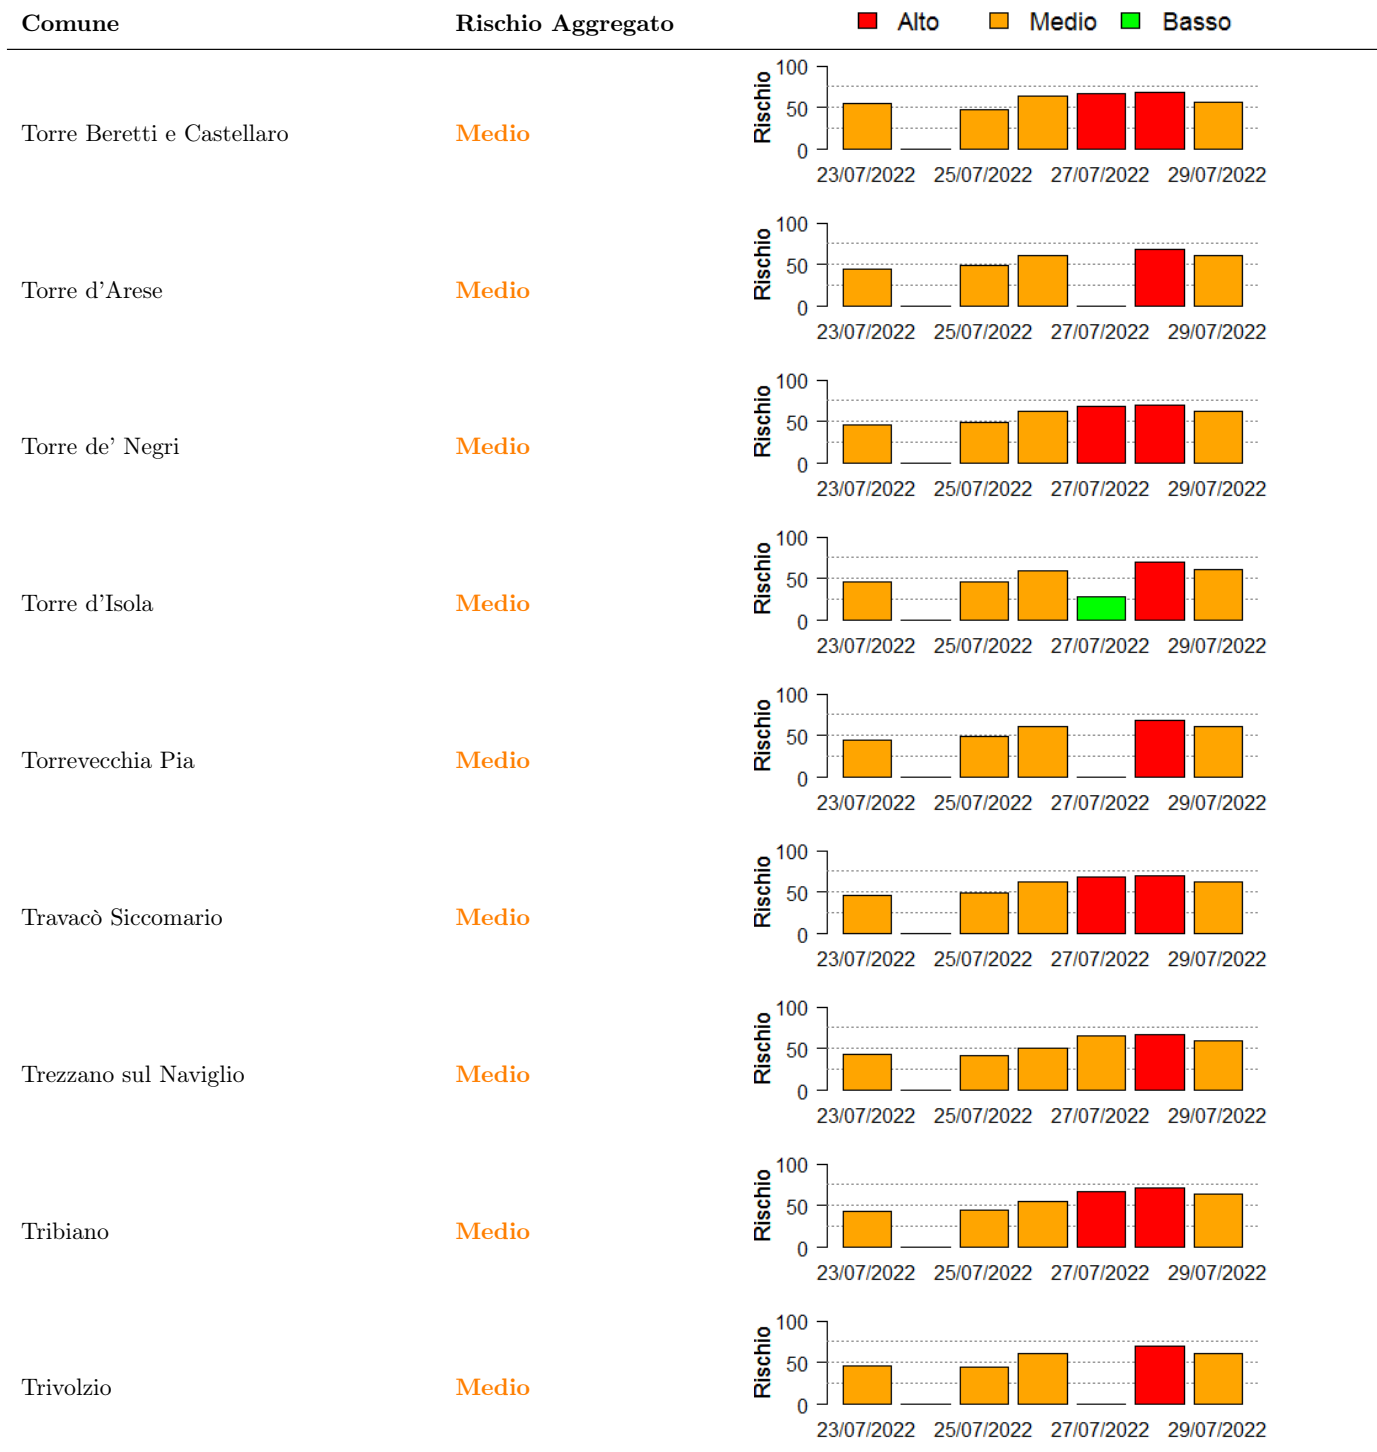 Comune Rischio Aggregato Alto Medio Basso
Torre Beretti e Castellaro Medio
Rischio
100
50
0
23/07/2022 25/07/2022 27/07/2022 29/07/2022
Torre d'Arese Medio
Rischio
100
50
0
23/07/2022 25/07/2022 27/07/2022 29/07/2022
Torre de' Negri Medio
Rischio
100
50
0
23/07/2022 25/07/2022 27/07/2022 29/07/2022
Torre d'Isola Medio
Rischio
100
50
0
23/07/2022 25/07/2022 27/07/2022 29/07/2022
Torrevecchia Pia Medio
Rischio
100
50
0
23/07/2022 25/07/2022 27/07/2022 29/07/2022
Travacò Siccomario Medio
Rischio
100
50
0
23/07/2022 25/07/2022 27/07/2022 29/07/2022
Trezzano sul Naviglio Medio
Rischio
100
50
0
23/07/2022 25/07/2022 27/07/2022 29/07/2022
Tribiano Medio
Rischio
100
50
0
23/07/2022 25/07/2022 27/07/2022 29/07/2022
Trivolzio Medio
Rischio
100
50
0
23/07/2022 25/07/2022 27/07/2022 29/07/2022